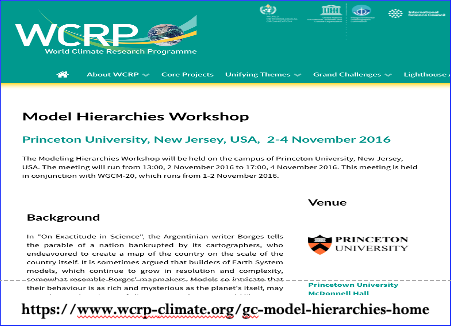 WCRP
World Climate Research Programme
International
Science Council
About WCRP
Core Projects
Unifying Themes
Grand Challenges
Lighthouse A
Model Hierarchies Workshop
Princeton University, New Jersey, USA, 2-4 November 2016
The Modeling Hierarchies Workshop will be held on the campus of Princeton University, New Jersey,
USA. The meeting will run from 13:00, 2 November 2016 to 17:00, 4 November 2016. This meeting is held
in conjunction with WGCM-20, which runs from 1-2 November 2016.
Background
In "On Exactitude in Science", the Argentinian writer Borges tells
the parable of a nation bankrupted by its cartographers, who
endeavoured to create a map of the country on the scale of the
country itself. It is sometimes argued that builders of Earth System
models, which continue to grow in resolution and complexity,
somewhat resemble Borges' mapmakers. Models so intricate that
their behaviour is as rich and mysterious as the planet's itself, may
Venue
PRINCETON
UNIVERSITY
Princetown University
McDonnell Hall
https://www.wcrp-climate.org/gc-model-hierarchies-home